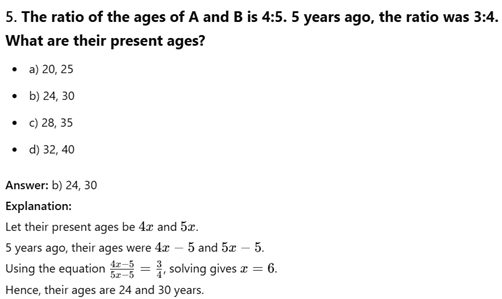 5. The ratio of the ages of A and B is 4:5. 5 years ago, the ratio was 3:4.
What are their present ages?
• a) 20, 25
• b) 24, 30
• c) 28, 35
• d) 32, 40
Answer: b) 24, 30
Explanation:
Let their present ages be 4x and 5x.
5 years ago, their ages were 4x − 5 and 5x − 5.
Using the equation \frac{4x-5}{5x-5} = \frac{3}{4}, solving gives x = 6.
Hence, their ages are 24 and 30 years.